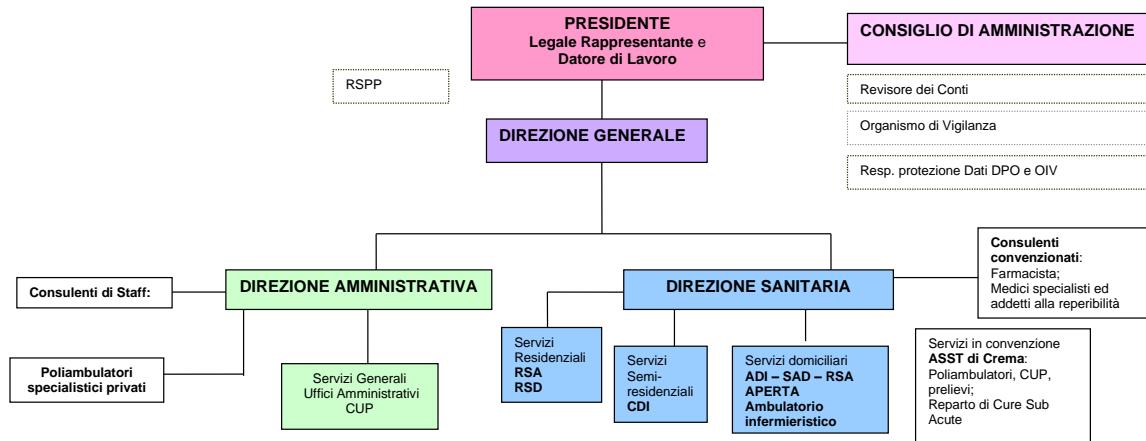 PRESIDENTE
Legale Rappresentante e
Datore di Lavoro
CONSIGLIO DI AMMINISTRAZIONE
RSPP
Revisore dei Conti
Organismo di Vigilanza
DIREZIONE GENERALE
Resp. protezione Dati DPO e OIV
Consulenti
convenzionati:
Farmacista;
Medici specialisti ed
addetti alla reperibilità
Consulenti di Staff:
DIREZIONE AMMINISTRATIVA
DIREZIONE SANITARIA
Poliambulatori
specialistici privati
Servizi Generali
Uffici Amministrativi
CUP
Servizi
Residenziali
RSA
RSD
Servizi
Semi-
residenziali
CDI
Servizi domiciliari
ADI – SAD – RSA
APERTA
Ambulatorio
infermieristico
Servizi in convenzione
ASST di Crema:
Poliambulatori, CUP,
prelievi;
Reparto di Cure Sub
Acute